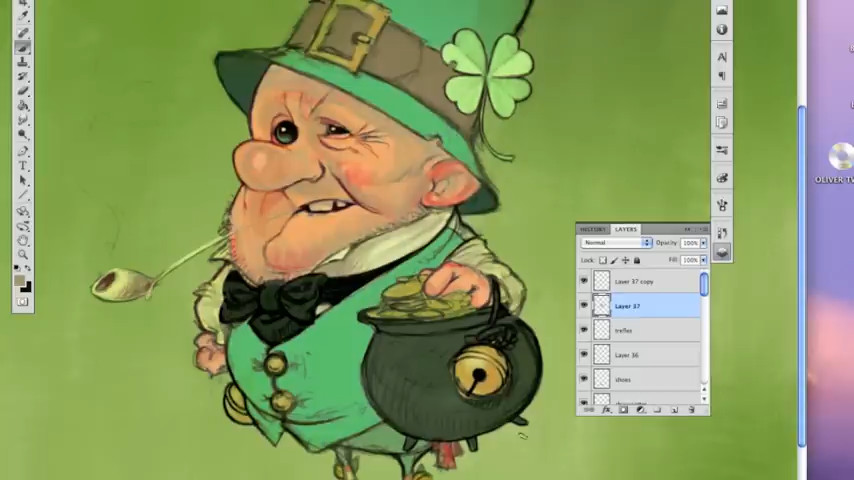 HISTORY
LAYERS
Normal
Opacity: 100%
Lock:
Fill: 100%
Layer 37 copy
Layer 37
trefles
Layer 36
shoes
OLIVER-TV